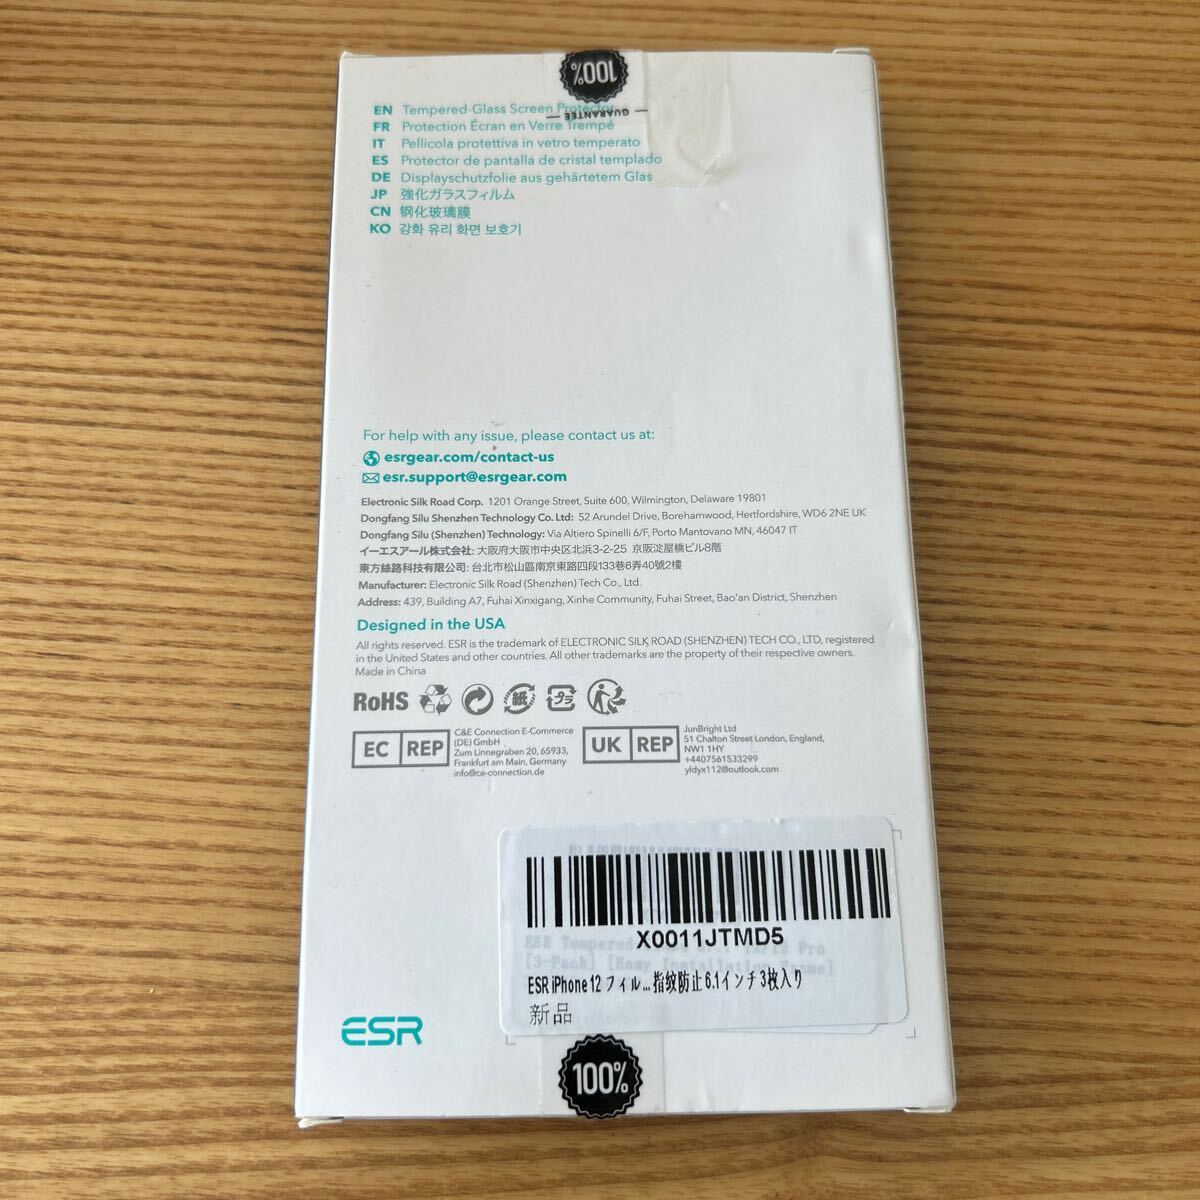 100%
GUARANTEE
EN Tempered-Glass Screen Protector
FR Protection Écran en Verre Trempé
IT Pellicola protettiva in vetro temperato
ES Protector de pantalla de cristal templado
DE Displayschutzfolie aus gehärtetem Glas
JP 強化ガラスフィルム
CN 钢化玻璃膜
KO 강화 유리 화면 보호기
For help with any issue, please contact us at:
esrgear.com/contact-us
esr.support@esrgear.com
Electronic Silk Road Corp. 1201 Orange Street, Suite 600, Wilmington, Delaware 19801
Dongfang Silu Shenzhen Technology Co. Ltd: 52 Arundel Drive, Borehamwood, Hertfordshire, WD6 2NE UK
Dongfang Silu (Shenzhen) Technology: Via Altiero Spinelli 6/F, Porto Mantovano MN, 46047 IT
イーエスアール株式会社: 大阪府大阪市中央区北浜3-2-25 京阪淀屋橋ビル8階
東方絲路科技有限公司: 台北市松山區南京東路四段133巷6弄40號2樓
Manufacturer: Electronic Silk Road (Shenzhen) Tech Co., Ltd.
Address: 439, Building A7, Fuhai Xinxigang, Xinhe Community, Fuhai Street, Bao'an District, Shenzhen
Designed in the USA
All rights reserved. ESR is the trademark of ELECTRONIC SILK ROAD (SHENZHEN) TECH CO., LTD, registered
in the United States and other countries. All other trademarks are the property of their respective owners.
Made in China
RoHS 紙 プラ
EC REP
C&E Connection E-Commerce
(DE) GmbH
Zum Linnegraben 20, 65933,
Frankfurt am Main, Germany
info@ce-connection.de
UK REP
JunBright Ltd
51 Chalton Street London, England,
NW1 1HY
+4407561533299
yldyx112@outlook.com
X0011JTMD5
ESR Tempered 12/12 Pro
[3-Pack] [Easy Installation Frame]
ESR iPhone 12 フィル...指紋防止 6.1インチ 3枚入り
新品
ESR
100%